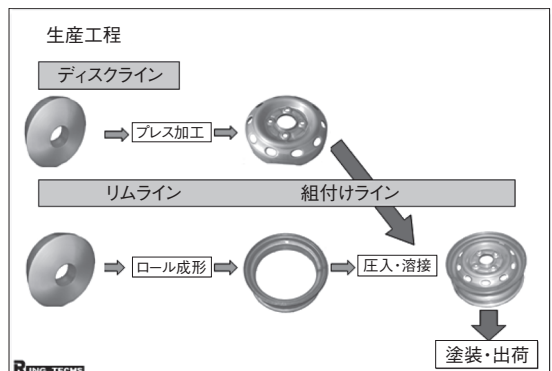 生産工程
ディスクライン
プレス加工
リムライン
組付けライン
ロール成形
圧入・溶接
塗装・出荷
RING TECHS